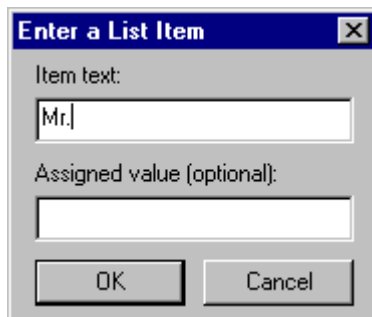 Enter a List Item
Item text:
Mr.
Assigned value (optional):
OK Cancel